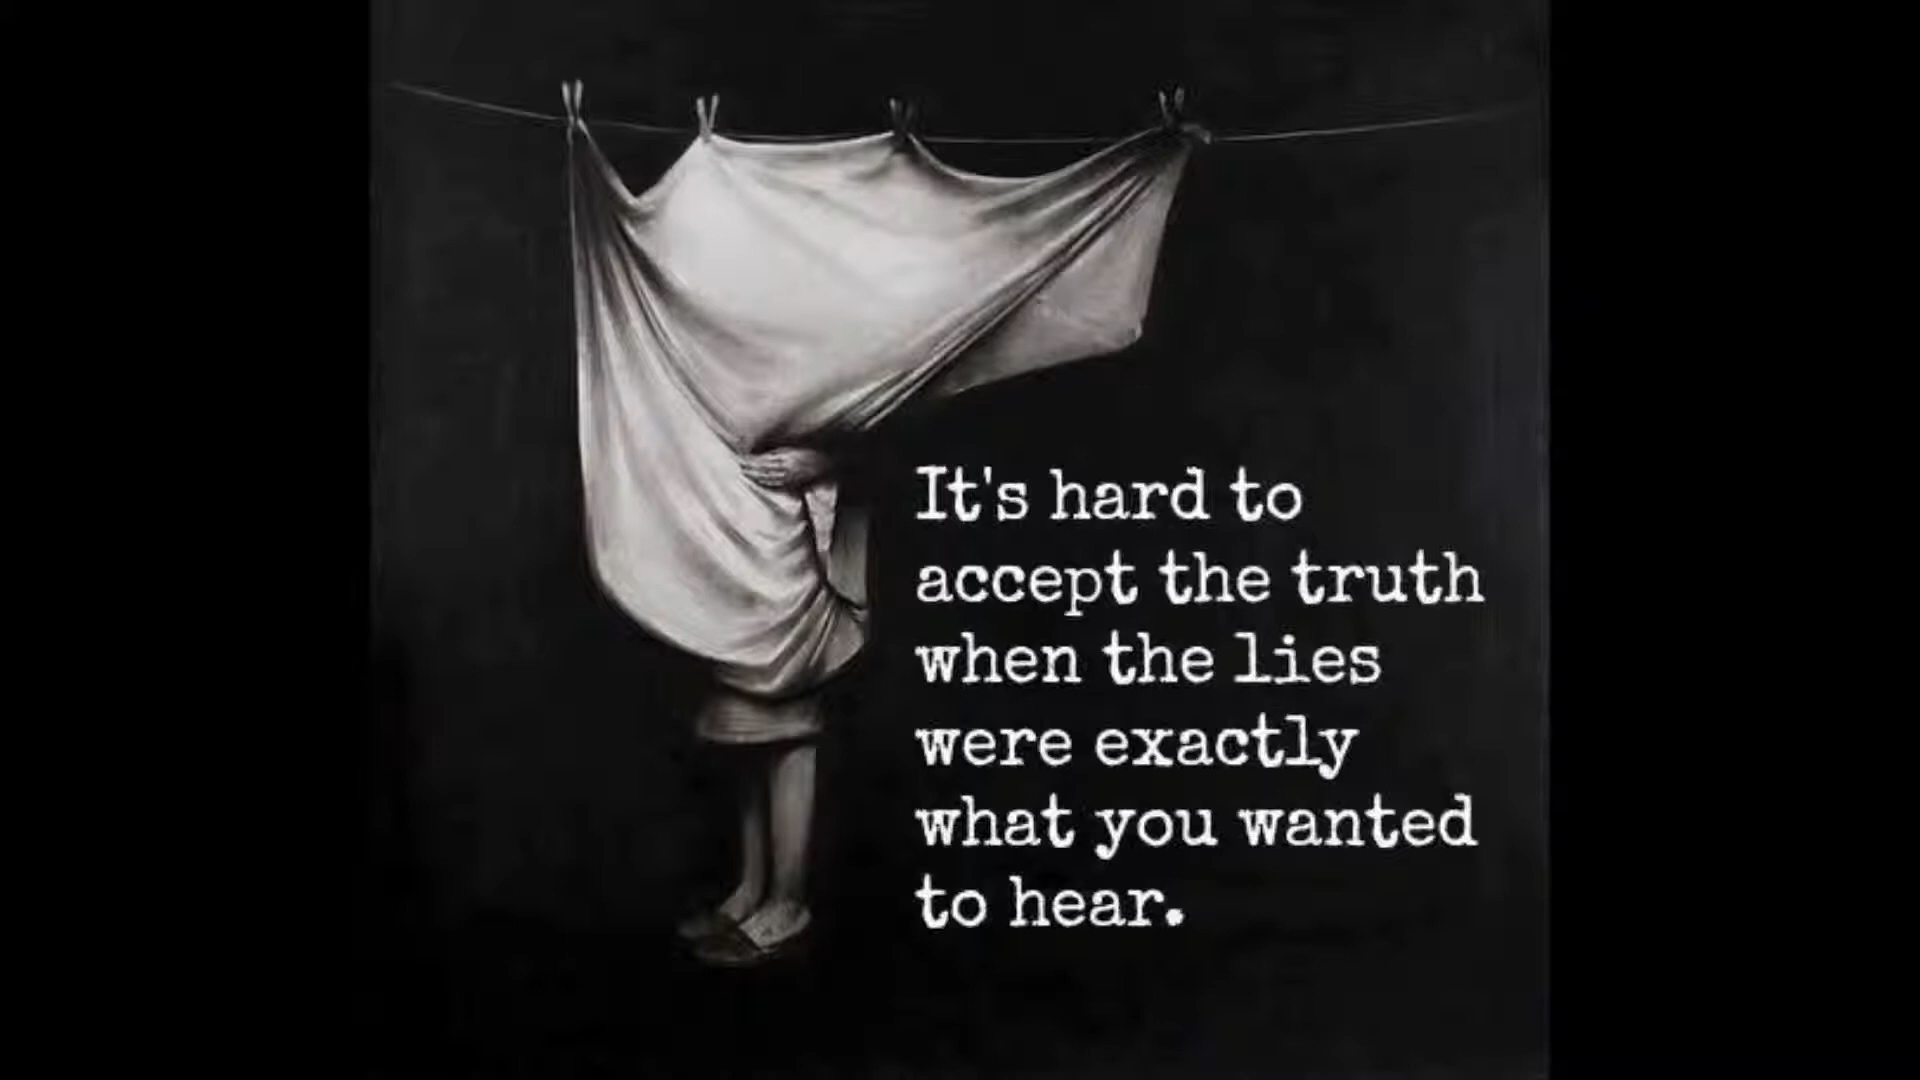 It's hard to
accept the truth
when the lies
were exactly
what you wanted
to hear.